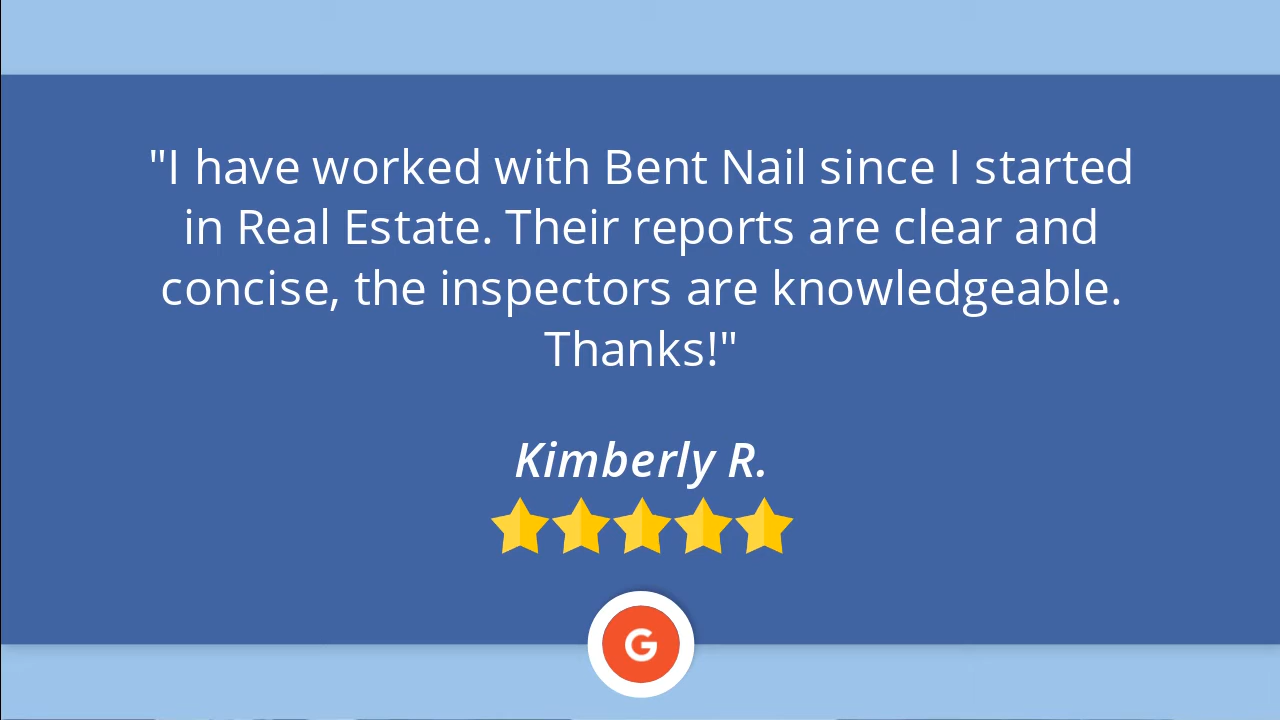 "I have worked with Bent Nail since I started
in Real Estate. Their reports are clear and
concise, the inspectors are knowledgeable.
Thanks!"
Kimberly R.
G